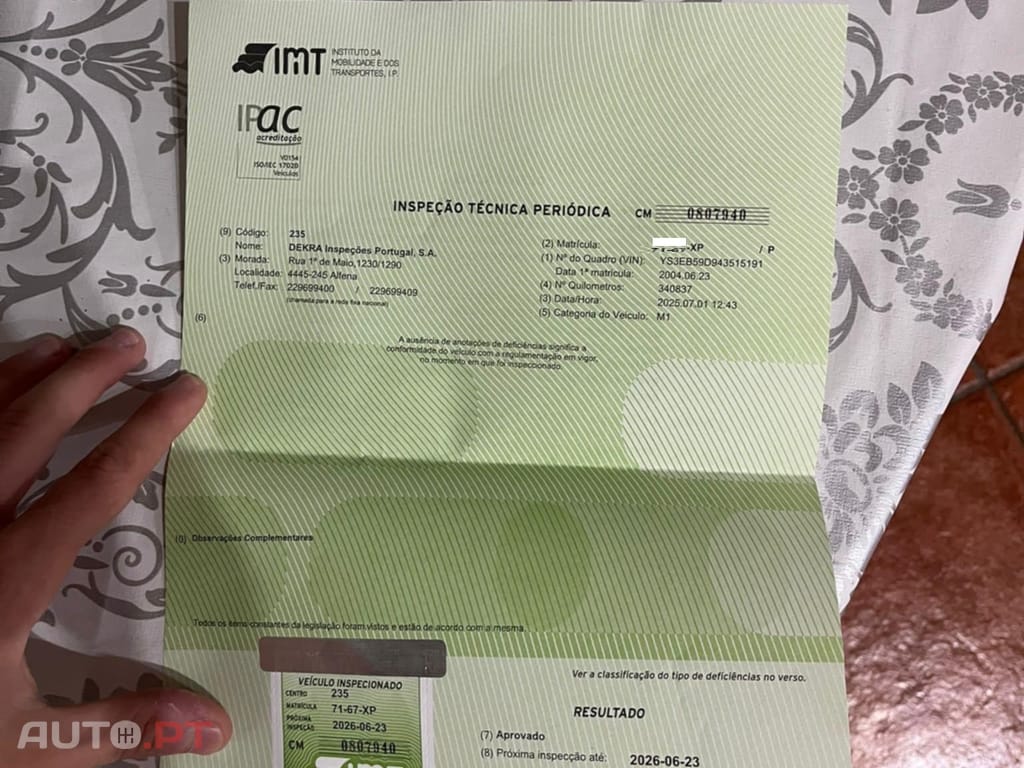 IMT INSTITUTO DA
MOBILIDADE E DOS
TRANSPORTES, I.P.
IPAC
acreditação
V0154
ISO/IEC 17020
Veículos
INSPEÇÃO TÉCNICA PERIÓDICA CM 0807940
(9) Código: 235
Nome: DEKRA Inspeções Portugal, S.A.
(3) Morada: Rua 1º de Maio,1230/1290
Localidade: 4445-245 Alfena
Telef./Fax: 229699400 / 229699409
(chamada para a rede fixa nacional)
(2) Matrícula: -XP / P
(1) Nº do Quadro (VIN): YS3EB59D943515191
Data 1ª matricula: 2004.06.23
(4) Nº Quilometros: 340837
(3) Data/Hora: 2025.07.01 12:43
(5) Categoria do Veículo: M1
(6)
A ausência de anotações de deficiências significa a
conformidade do veículo com a regulamentação em vigor,
no momento em que foi inspeccionado.
Observações Complementares
Todos os itens constantes da legislação foram vistos e estão de acordo com a mesma.
VEÍCULO INSPECIONADO
CENTRO 235
MATRÍCULA 71-67-XP
PRÓXIMA
INSPEÇÃO 2026-06-23
CM 0807940
IMT
Ver a classificação do tipo de deficiências no verso.
RESULTADO
(7) Aprovado
(8) Próxima inspecção até: 2026-06-23
AUTO.PT